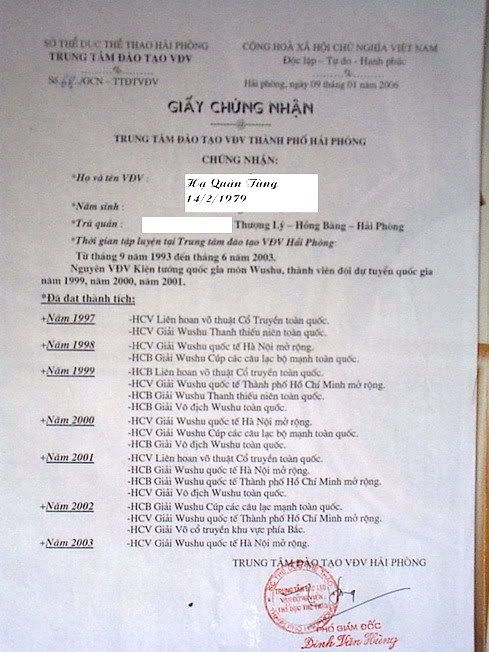 SỞ THỂ DỤC THỂ THAO HẢI PHÒNG
TRUNG TÂM ĐÀO TẠO VĐV
CỘNG HOÀ XÃ HỘI CHỦ NGHĨA VIỆT NAM
Độc lập - Tự do - Hạnh phúc
Số /GCN - TTĐTVĐV
Hải phòng, ngày 09 tháng 01 năm 2006
GIẤY CHỨNG NHẬN
TRUNG TÂM ĐÀO TẠO VĐV THÀNH PHỐ HẢI PHÒNG
CHỨNG NHẬN:
*Họ và tên VĐV : Hạ Quán Tùng
*Năm sinh : 14/2/1979
*Trú quán : Thượng Lý – Hồng Bàng – Hải Phòng
*Thời gian tập luyện tại Trung tâm đào tạo VĐV Hải Phòng:
Từ tháng 9 năm 1993 đến tháng 6 năm 2003.
Nguyên VĐV Kiện tướng quốc gia môn Wushu, thành viên đội dự tuyển quốc gia
năm 1999, năm 2000, năm 2001.
*Đã đạt thành tích:
+Năm 1997 -HCV Liên hoan võ thuật Cổ Truyền toàn quốc.
-HCV Giải Wushu Thanh thiếu niên toàn quốc.
+Năm 1998 -HCV Giải Wushu quốc tế Hà Nội mở rộng.
-HCB Giải Wushu Cúp các câu lạc bộ mạnh toàn quốc.
+Năm 1999 -HCB Liên hoan võ thuật Cổ truyền toàn quốc.
-HCV Giải Wushu quốc tế Thành phố Hồ Chí Minh mở rộng.
-HCB Giải Wushu Thanh thiếu niên toàn quốc.
-HCB Giải Vô địch Wushu toàn quốc.
+Năm 2000 -HCV Giải Wushu quốc tế Hà Nội mở rộng.
-HCV Giải Wushu Cúp các câu lạc bộ mạnh toàn quốc.
-HCB Giải Vô địch Wushu toàn quốc.
+Năm 2001 -HCV Liên hoan võ thuật Cổ truyền toàn quốc.
-HCB Giải Wushu quốc tế Hà Nội mở rộng.
-HCB Giải Wushu quốc tế Thành phố Hồ Chí Minh mở rộng.
-HCV Giải Vô địch Wushu toàn quốc.
+Năm 2002 -HCB Giải Wushu Cúp các câu lạc mạnh toàn quốc.
-HCV Giải Wushu quốc tế Thành phố Hồ Chí Minh mở rộng.
-HCV Giải Võ cổ truyền khu vực phía Bắc.
+Năm 2003 -HCV Giải Wushu quốc tế Hà Nội mở rộng.
TRUNG TÂM ĐÀO TẠO VĐV HẢI PHÒNG
PHÓ GIÁM ĐỐC
Đinh Văn Hùng